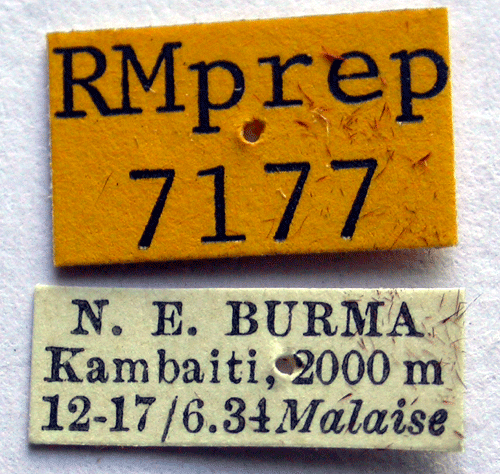 RMprep
7177
N. E. BURMA
Kambaiti, 2000 m
12-17/6.34 Malaise